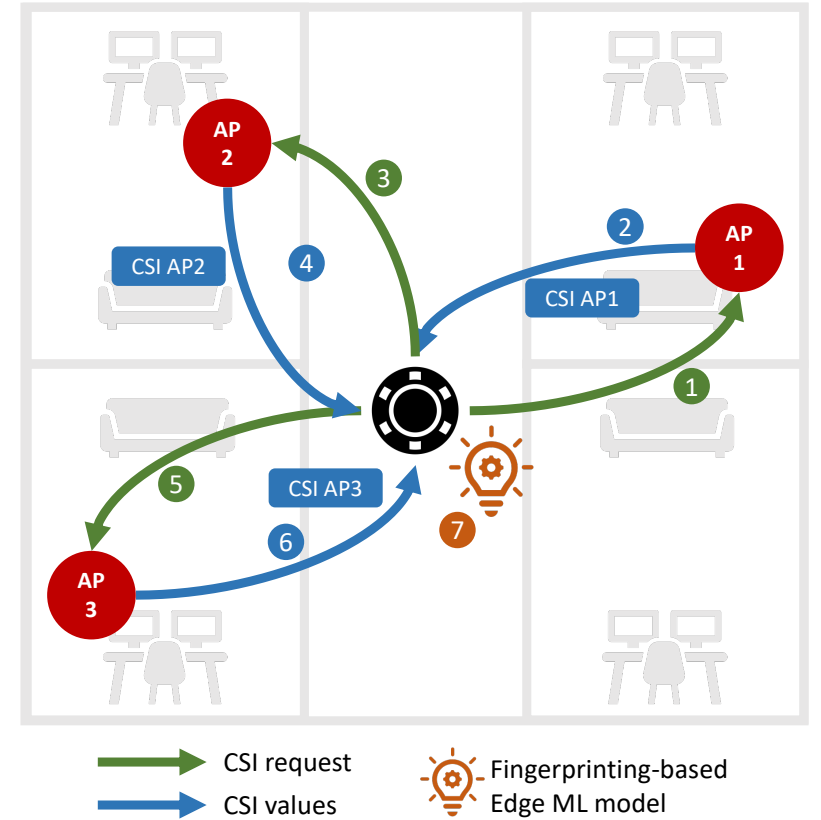 AP
2
3
2
AP
1
CSI AP2
4
CSI AP1
1
5
CSI AP3
7
6
AP
3
CSI request
CSI values
Fingerprinting-based
Edge ML model